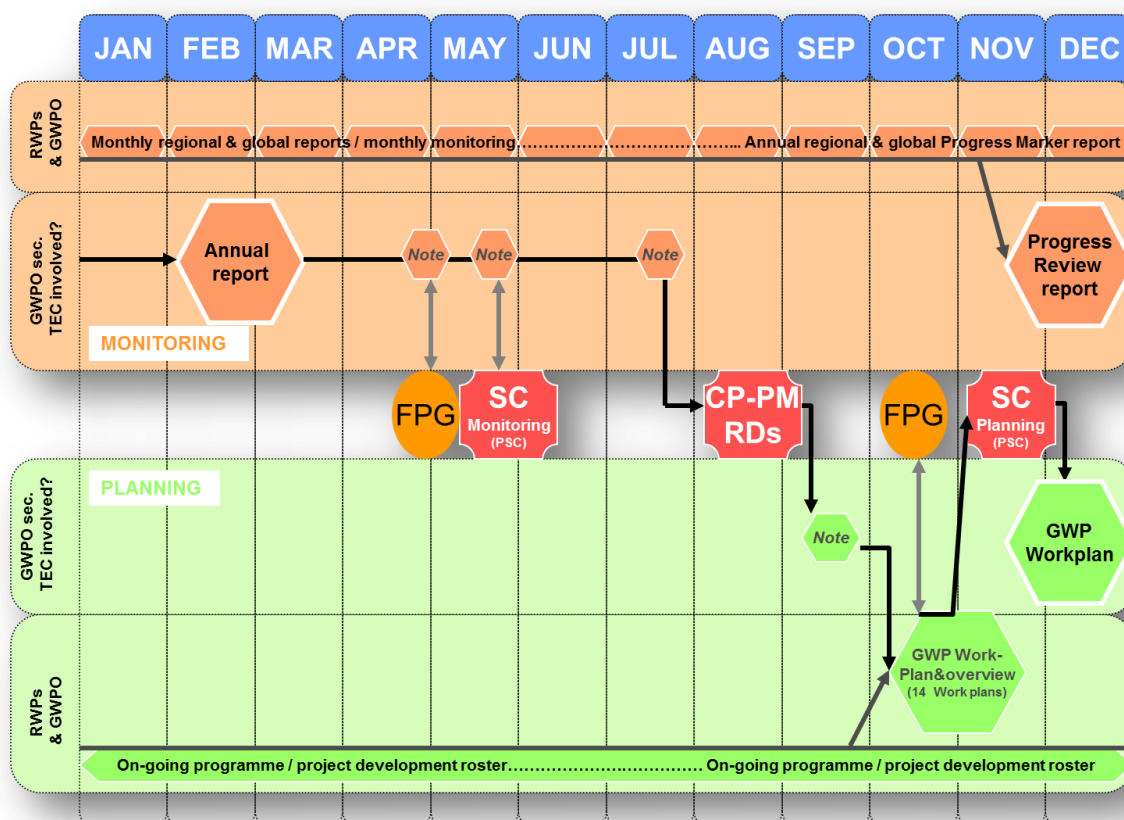 JAN FEB MAR APR MAY JUN JUL AUG SEP OCT NOV DEC
RWPs
& GWPO
Monthly regional & global reports / monthly monitoring ………………………………….. Annual regional & global Progress Marker report
GWPO sec.
TEC involved?
Annual
report
Note
Note
Note
Progress
Review
report
MONITORING
FPG
SC
Monitoring
(PSC)
CP-PM
RDs
FPG
SC
Planning
(PSC)
GWPO sec.
TEC involved?
PLANNING
Note
GWP
Workplan
RWPs
& GWPO
GWP Work-
Plan&overview
(14 Work plans)
On-going programme / project development roster………………………………… On-going programme / project development roster